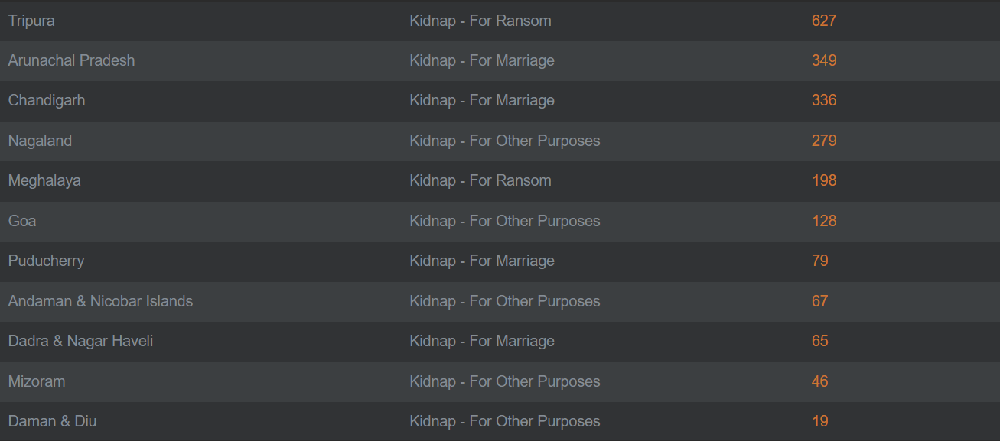 Tripura Kidnap - For Ransom 627
Arunachal Pradesh Kidnap - For Marriage 349
Chandigarh Kidnap - For Marriage 336
Nagaland Kidnap - For Other Purposes 279
Meghalaya Kidnap - For Ransom 198
Goa Kidnap - For Other Purposes 128
Puducherry Kidnap - For Marriage 79
Andaman & Nicobar Islands Kidnap - For Other Purposes 67
Dadra & Nagar Haveli Kidnap - For Marriage 65
Mizoram Kidnap - For Other Purposes 46
Daman & Diu Kidnap - For Other Purposes 19